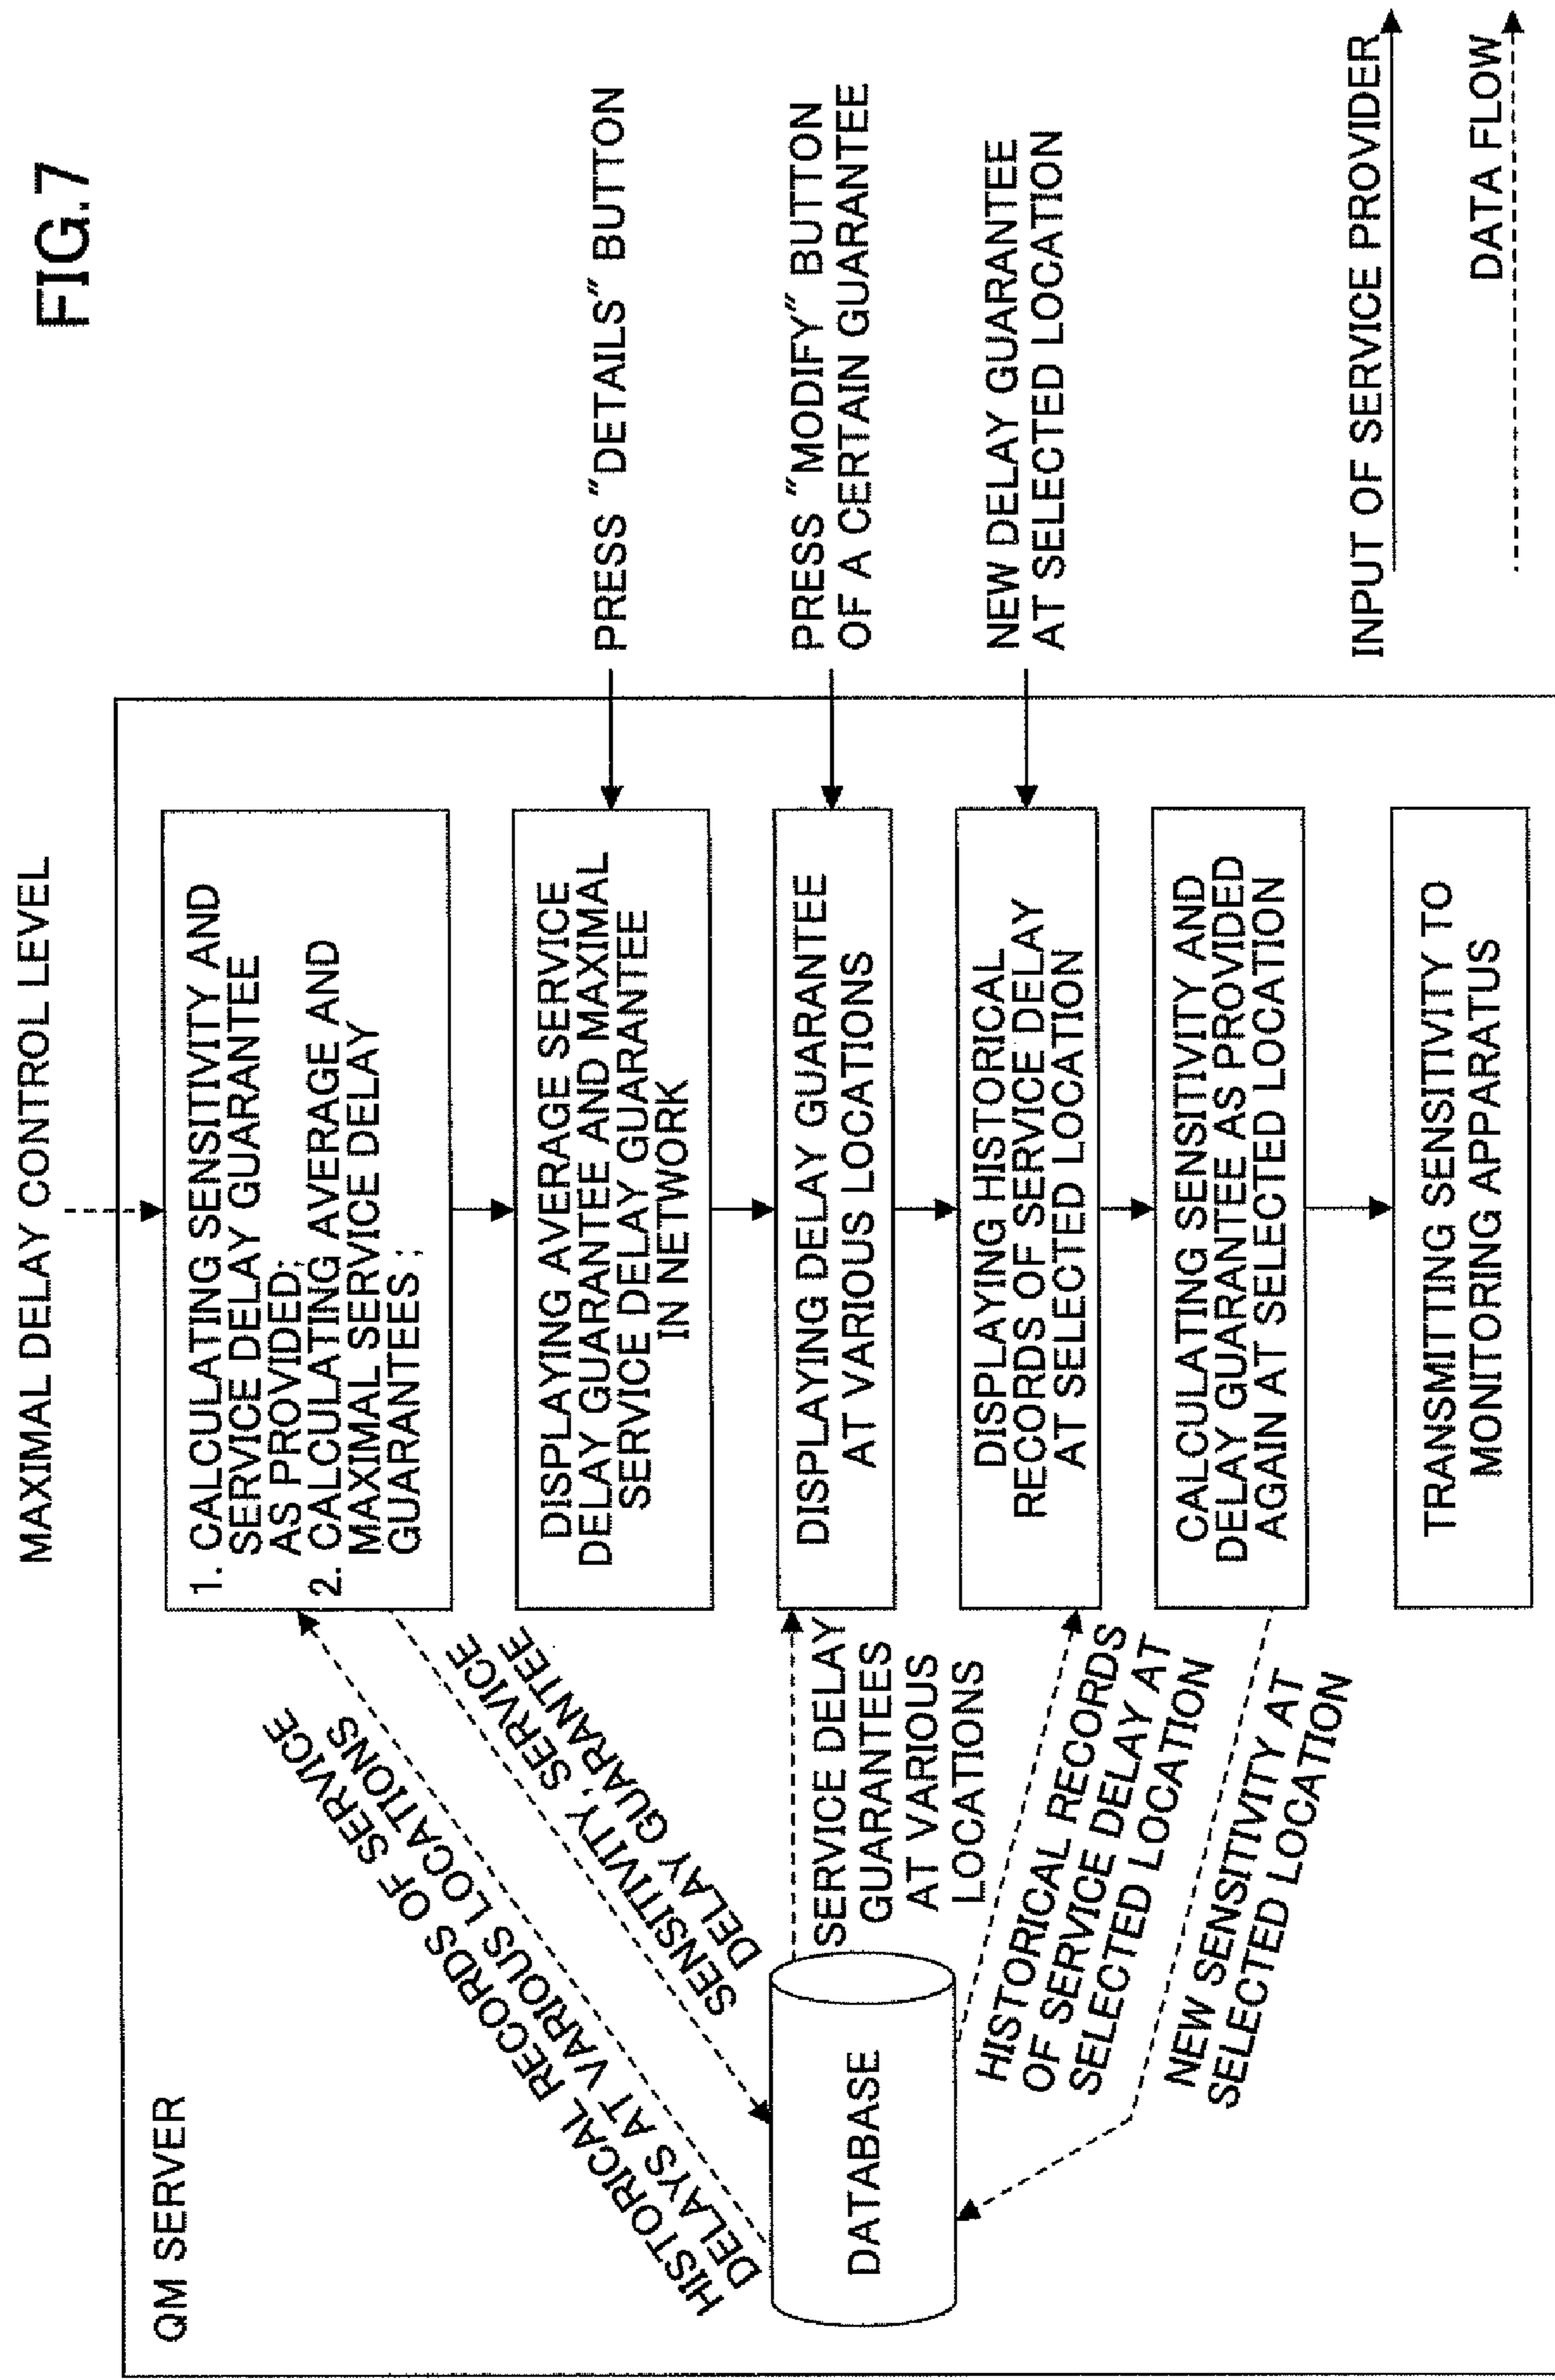 FIG.7
MAXIMAL DELAY CONTROL LEVEL
QM SERVER
1. CALCULATING SENSITIVITY AND
SERVICE DELAY GUARANTEE
AS PROVIDED;
2. CALCULATING AVERAGE AND
MAXIMAL SERVICE DELAY
GUARANTEES;
DISPLAYING AVERAGE SERVICE
DELAY GUARANTEE AND MAXIMAL
SERVICE DELAY GUARANTEE
IN NETWORK
DISPLAYING DELAY GUARANTEE
AT VARIOUS LOCATIONS
DISPLAYING HISTORICAL
RECORDS OF SERVICE DELAY
AT SELECTED LOCATION
CALCULATING SENSITIVITY AND
DELAY GUARANTEE AS PROVIDED
AGAIN AT SELECTED LOCATION
TRANSMITTING SENSITIVITY TO
MONITORING APPARATUS
PRESS "DETAILS" BUTTON
PRESS "MODIFY" BUTTON
OF A CERTAIN GUARANTEE
NEW DELAY GUARANTEE
AT SELECTED LOCATION
HISTORICAL RECORDS OF SERVICE
DELAYS AT VARIOUS LOCATIONS
SENSITIVITY, SERVICE
DELAY GUARANTEE
SERVICE DELAY
GUARANTEES
AT VARIOUS
LOCATIONS
HISTORICAL RECORDS
OF SERVICE DELAY AT
SELECTED LOCATION
NEW SENSITIVITY AT
SELECTED LOCATION
DATABASE
INPUT OF SERVICE PROVIDER
DATA FLOW